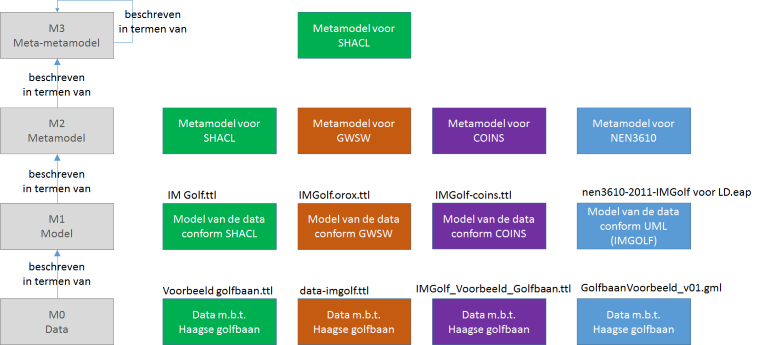 beschreven
in termen van
M3
Meta-metamodel
Metamodel voor
SHACL
beschreven
in termen van
M2
Metamodel
Metamodel voor
SHACL
Metamodel voor
GWSW
Metamodel voor
COINS
Metamodel voor
NEN3610
beschreven
in termen van
IM Golf.ttl
IMGolf.orox.ttl
IMGolf-coins.ttl
nen3610-2011-IMGolf voor LD.eap
M1
Model
Model van de data
conform SHACL
Model van de data
conform GWSW
Model van de data
conform COINS
Model van de data
conform UML
(IMGOLF)
beschreven
in termen van
Voorbeeld golfbaan.ttl
data-imgolf.ttl
IMGolf_Voorbeeld_Golfbaan.ttl
GolfbaanVoorbeeld_v01.gml
M0
Data
Data m.b.t.
Haagse golfbaan
Data m.b.t.
Haagse golfbaan
Data m.b.t.
Haagse golfbaan
Data m.b.t.
Haagse golfbaan